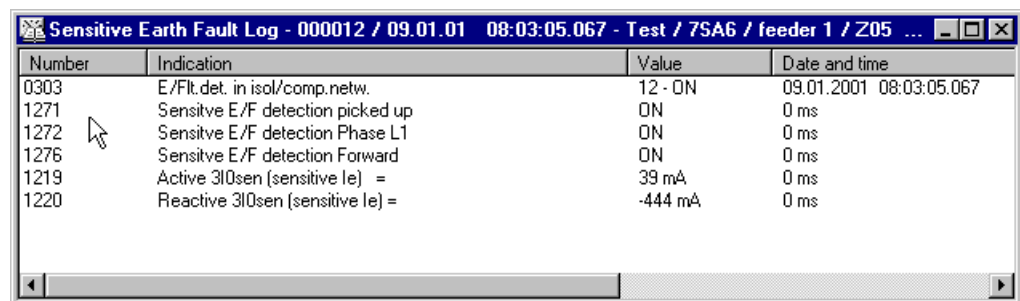 Sensitive Earth Fault Log - 000012 / 09.01.01 08:03:05.067 - Test / 7SA6 / feeder 1 / Z05 ...
Number Indication Value Date and time
0303 E/Flt.det. in isol/comp.netw. 12 - ON 09.01.2001 08:03:05.067
1271 Sensitve E/F detection picked up ON 0 ms
1272 Sensitve E/F detection Phase L1 ON 0 ms
1276 Sensitve E/F detection Forward ON 0 ms
1219 Active 3I0sen (sensitive Ie) = 39 mA 0 ms
1220 Reactive 3I0sen (sensitive Ie) = -444 mA 0 ms